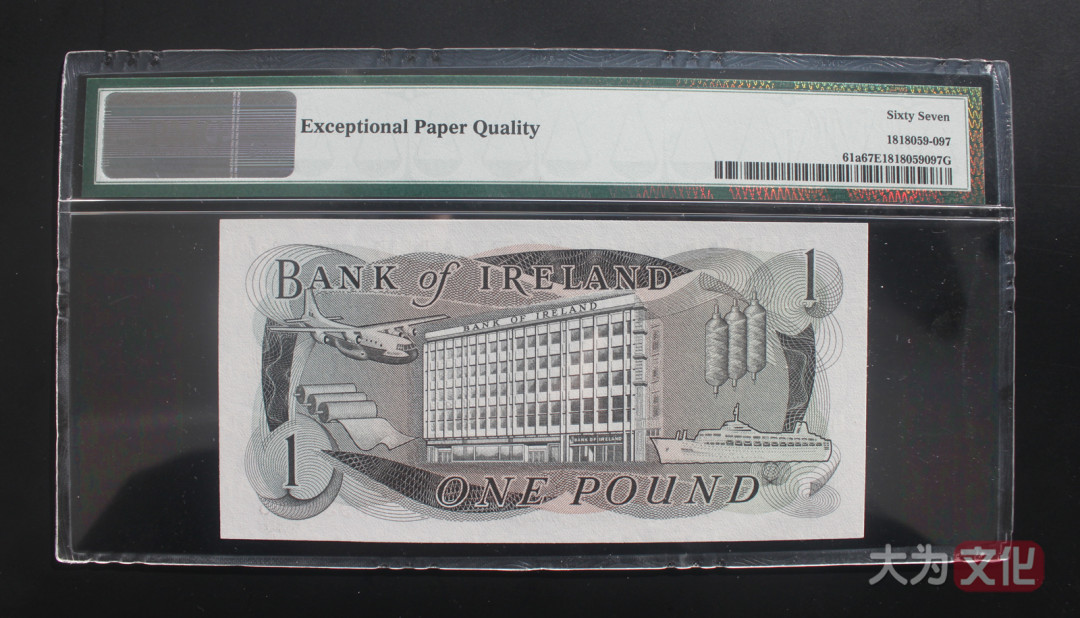 Exceptional Paper Quality
Sixty Seven
1818059-097
61a67E1818059097G
BANK of IRELAND
1
BANK OF IRELAND
BANK OF IRELAND
1
ONE POUND
大为文化